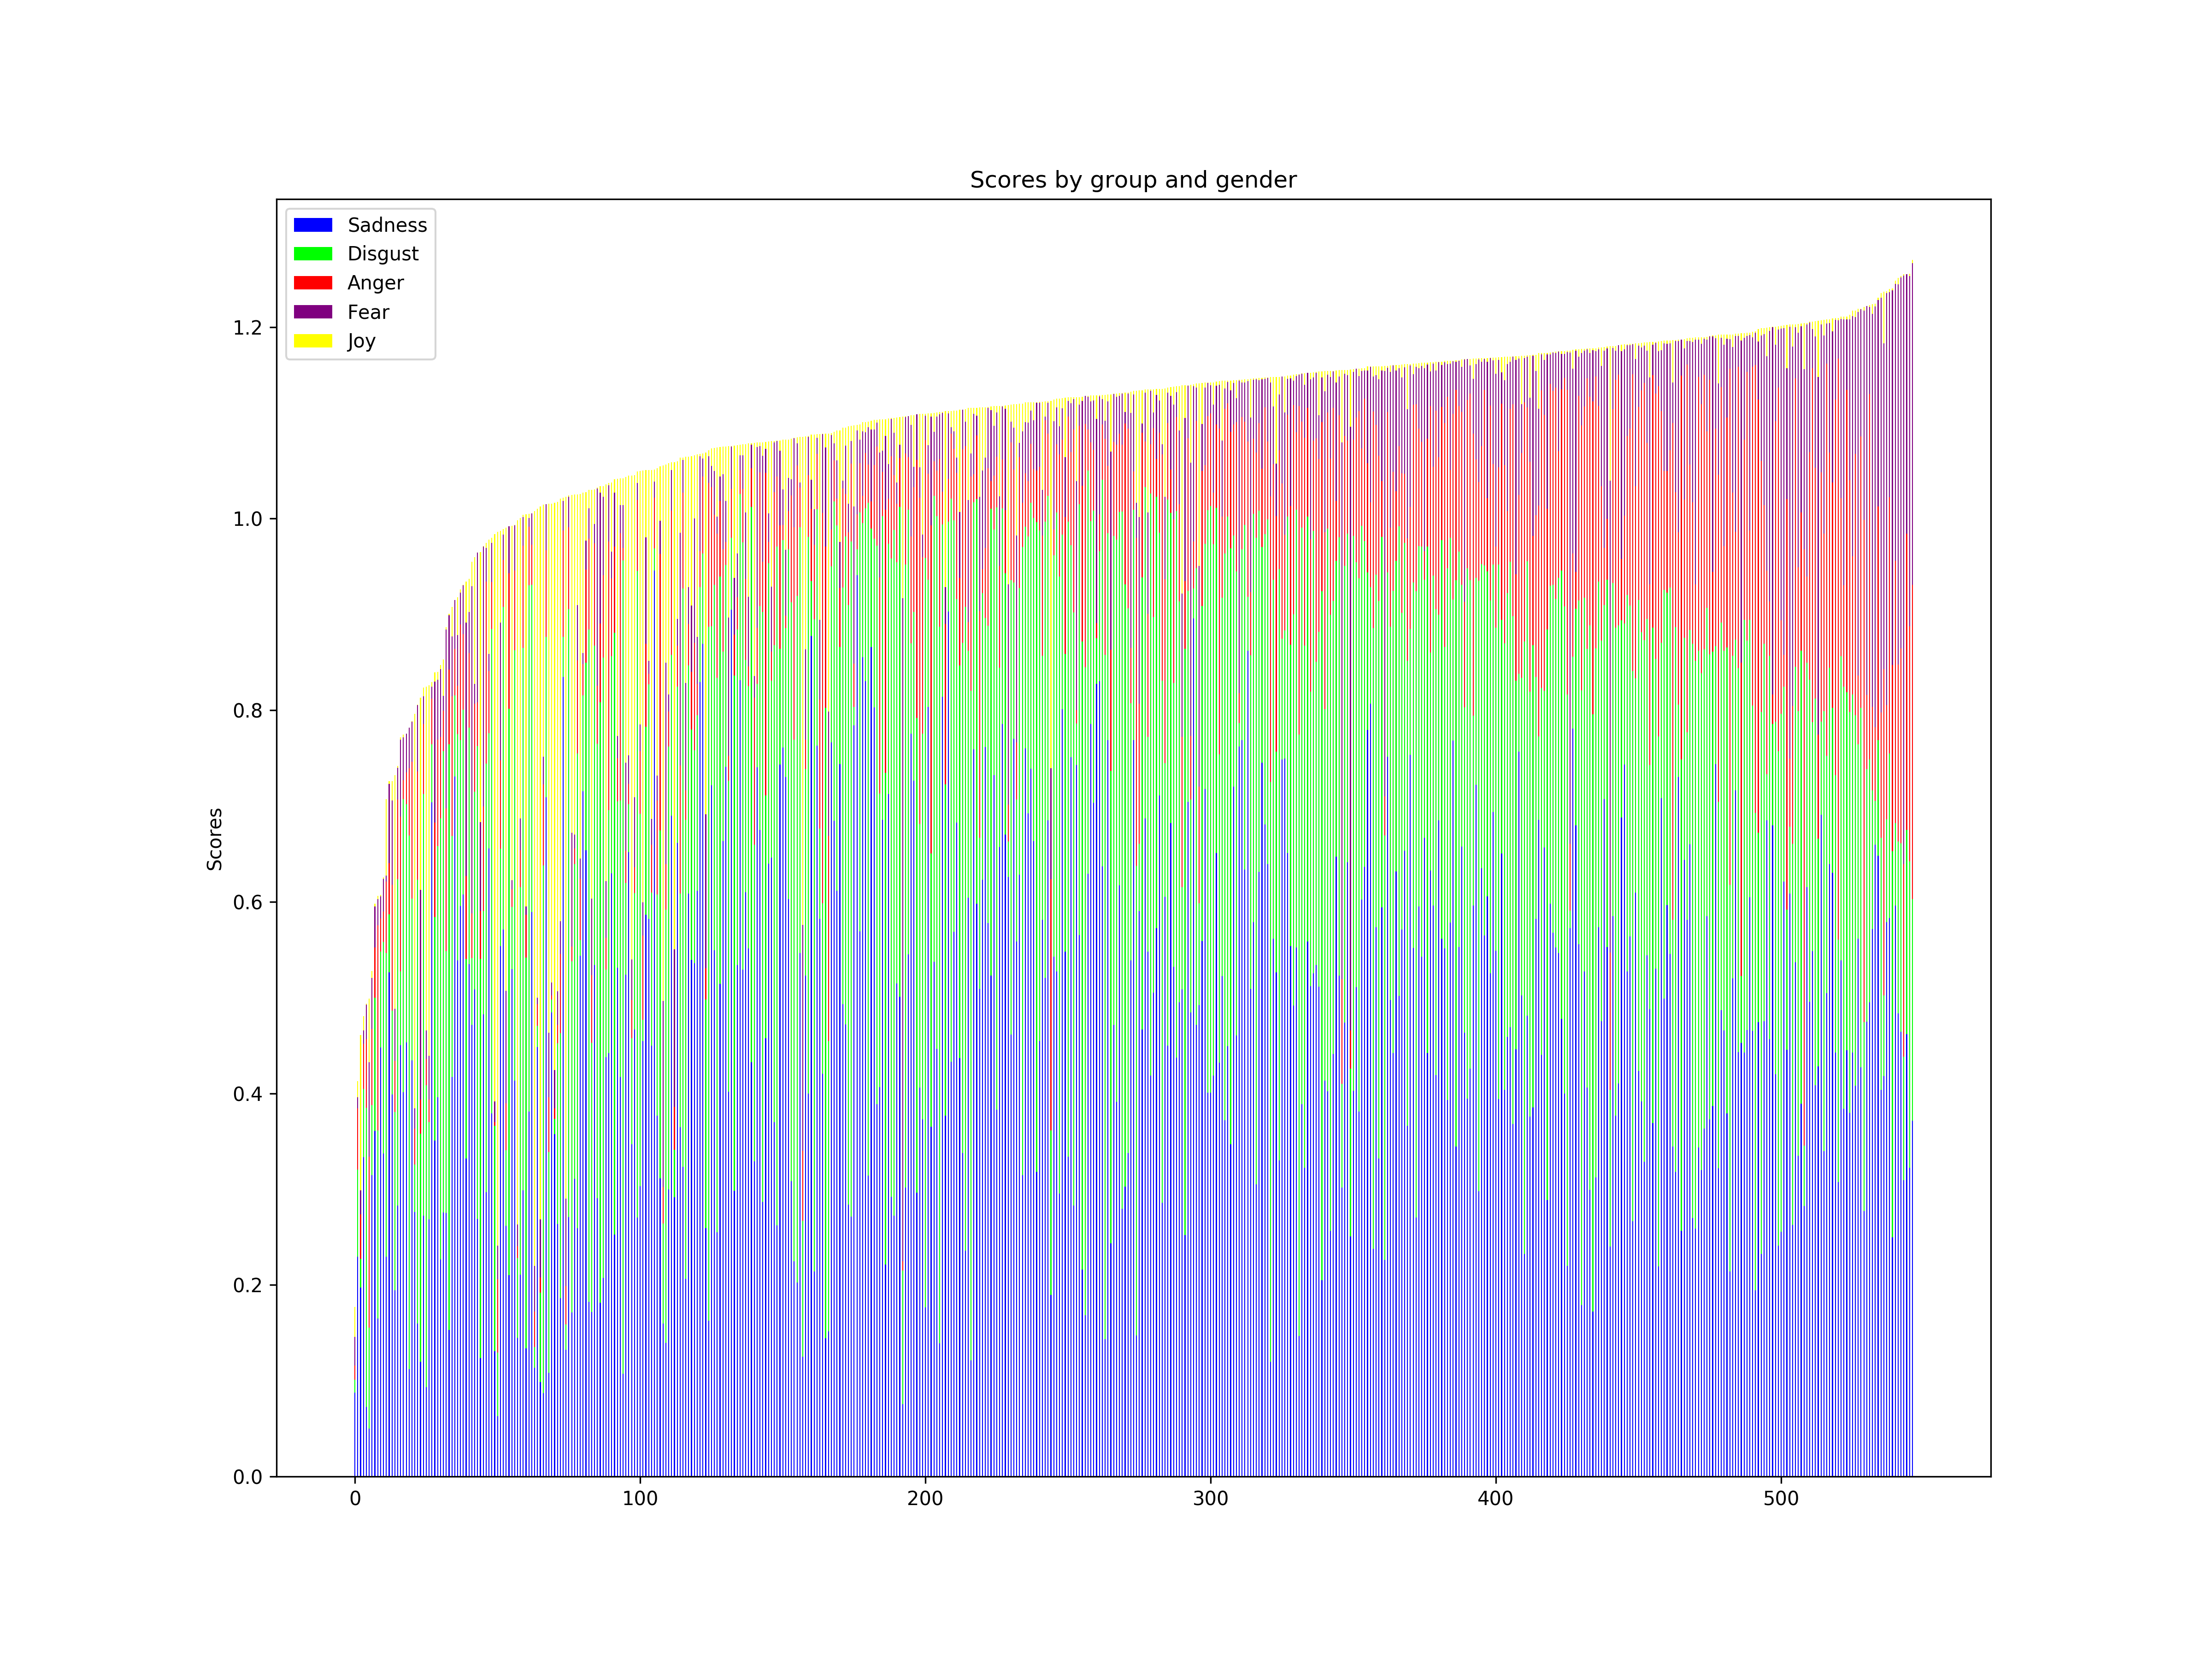 Scores by group and gender
Sadness
Disgust
Anger
Fear
Joy
Scores
1.2
1.0
0.8
0.6
0.4
0.2
0.0
0 100 200 300 400 500